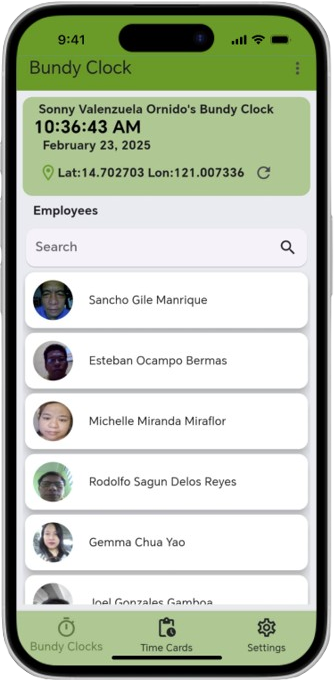 9:41
Bundy Clock
Sonny Valenzuela Ornido's Bundy Clock
10:36:43 AM
February 23, 2025
Lat:14.702703 Lon:121.007336
Employees
Search
Sancho Gile Manrique
Esteban Ocampo Bermas
Michelle Miranda Miraflor
Rodolfo Sagun Delos Reyes
Gemma Chua Yao
Joel Gonzales Gamboa
Bundy Clocks
Time Cards
Settings